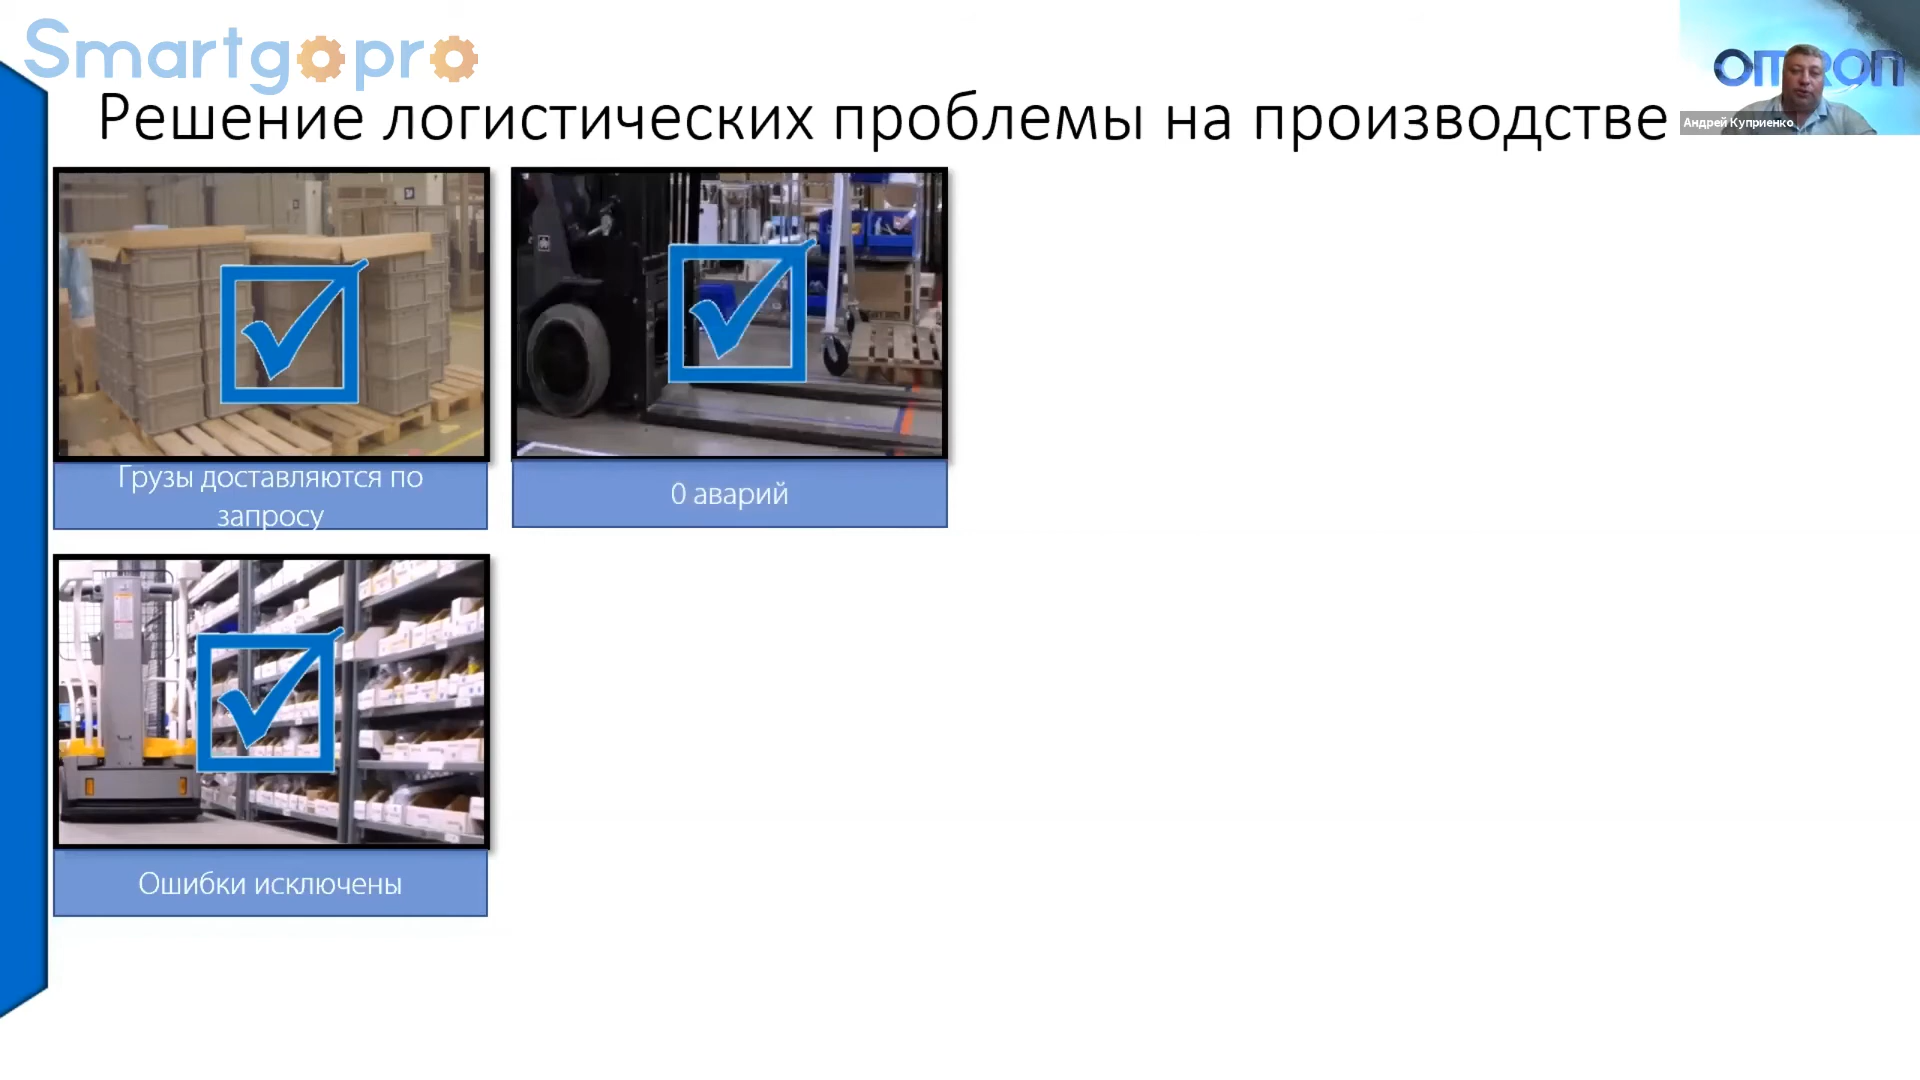 Smartgopro
OMRON
Андрей Куприенко
Решение логистических проблемы на производстве
Грузы доставляются по
запросу
0 аварий
Ошибки исключены